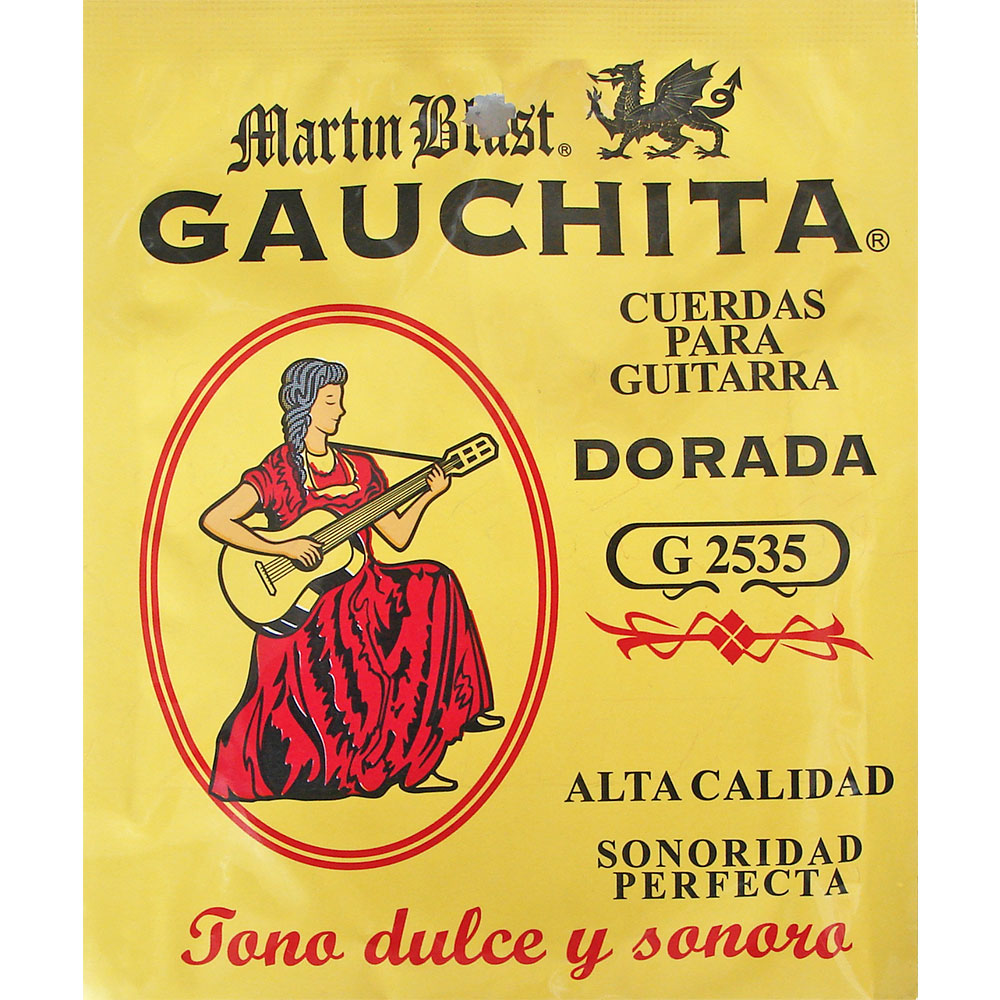 Martin Blust®
GAUCHITA®
CUERDAS
PARA
GUITARRA
DORADA
G 2535
ALTA CALIDAD
SONORIDAD
PERFECTA
Tono dulce y sonoro